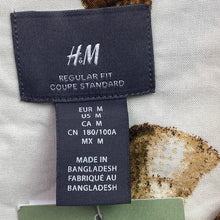 H&M
REGULAR FIT
COUPE STANDARD
EUR M
US M
CA M
CN 180/100A
MX M
MADE IN
BANGLADESH
FABRIQUÉ AU
BANGLADESH